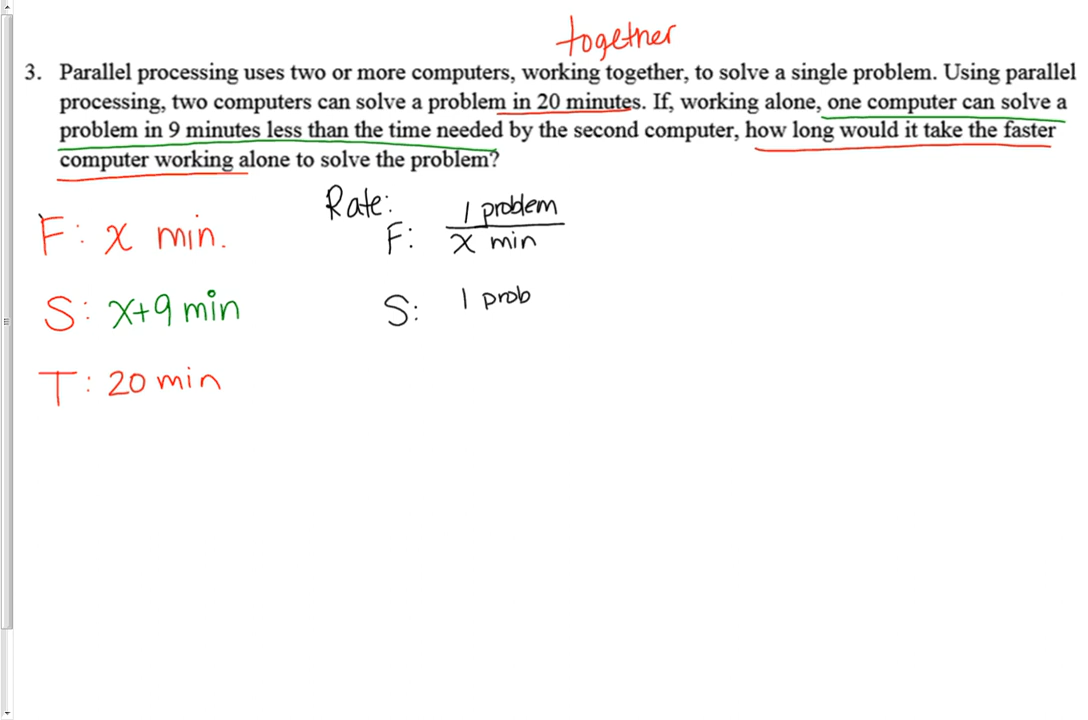 together
3. Parallel processing uses two or more computers, working together, to solve a single problem. Using parallel
processing, two computers can solve a problem in 20 minutes. If, working alone, one computer can solve a
problem in 9 minutes less than the time needed by the second computer, how long would it take the faster
computer working alone to solve the problem?
Rate:
F: x min.
F: 1 problem
x min
S: x+9 min
S: 1 prob
T: 20 min